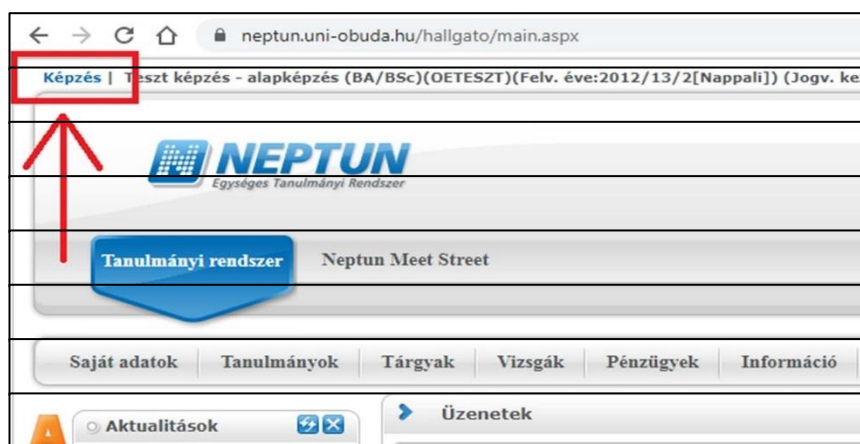 neptun.uni-obuda.hu/hallgato/main.aspx
Képzés | Teszt képzés - alapképzés (BA/BSc)(OETESZT)(Felv. éve:2012/13/2[Nappali]) (Jogv. ke
NEPTUN
Egységes Tanulmányi Rendszer
Tanulmányi rendszer Neptun Meet Street
Saját adatok Tanulmányok Tárgyak Vizsgák Pénzügyek Információ
Aktualitások Üzenetek